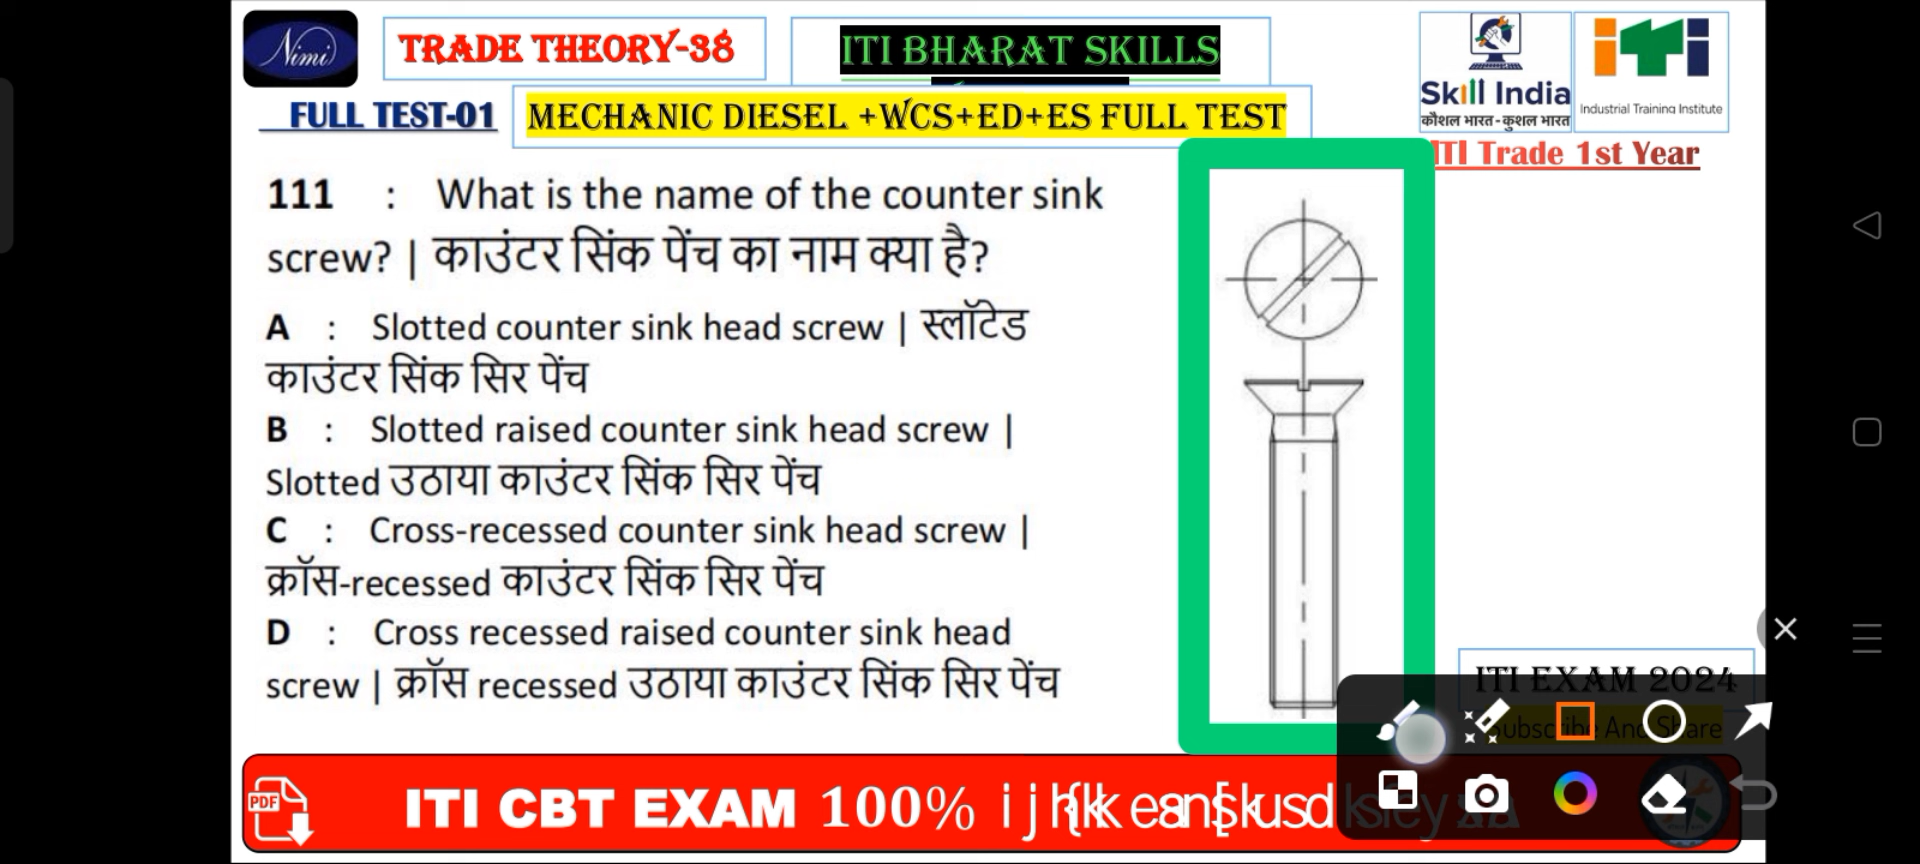 Nimi
TRADE THEORY-38
ITI BHARAT SKILLS
Skill India
कौशल भारत-कुशल भारत
iTi
Industrial Training Institute
FULL TEST-01
MECHANIC DIESEL +WCS+ED+ES FULL TEST
ITI Trade 1st Year
111 : What is the name of the counter sink
screw? | काउंटर सिंक पेंच का नाम क्या है?
A : Slotted counter sink head screw | स्लॉटेड
काउंटर सिंक सिर पेंच
B : Slotted raised counter sink head screw |
Slotted उठाया काउंटर सिंक सिर पेंच
C : Cross-recessed counter sink head screw |
क्रॉस-recessed काउंटर सिंक सिर पेंच
D : Cross recessed raised counter sink head
screw | क्रॉस recessed उठाया काउंटर सिंक सिर पेंच
ITI EXAM 2024
Subscribe And Share
PDF
ITI CBT EXAM 100%